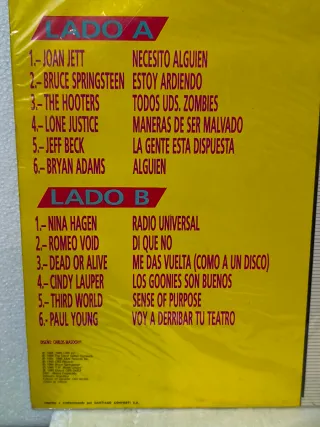 LADO A
1.- JOAN JETT NECESITO ALGUIEN
2.- BRUCE SPRINGSTEEN ESTOY ARDIENDO
3.- THE HOOTERS TODOS UDS. ZOMBIES
4.- LONE JUSTICE MANERAS DE SER MALVADO
5.- JEFF BECK LA GENTE ESTA DISPUESTA
6.- BRYAN ADAMS ALGUIEN
LADO B
1.- NINA HAGEN RADIO UNIVERSAL
2.- ROMEO VOID DI QUE NO
3.- DEAD OR ALIVE ME DAS VUELTA (COMO A UN DISCO)
4.- CINDY LAUPER LOS GOONIES SON BUENOS
5.- THIRD WORLD SENSE OF PURPOSE
6.- PAUL YOUNG VOY A DERRIBAR TU TEATRO